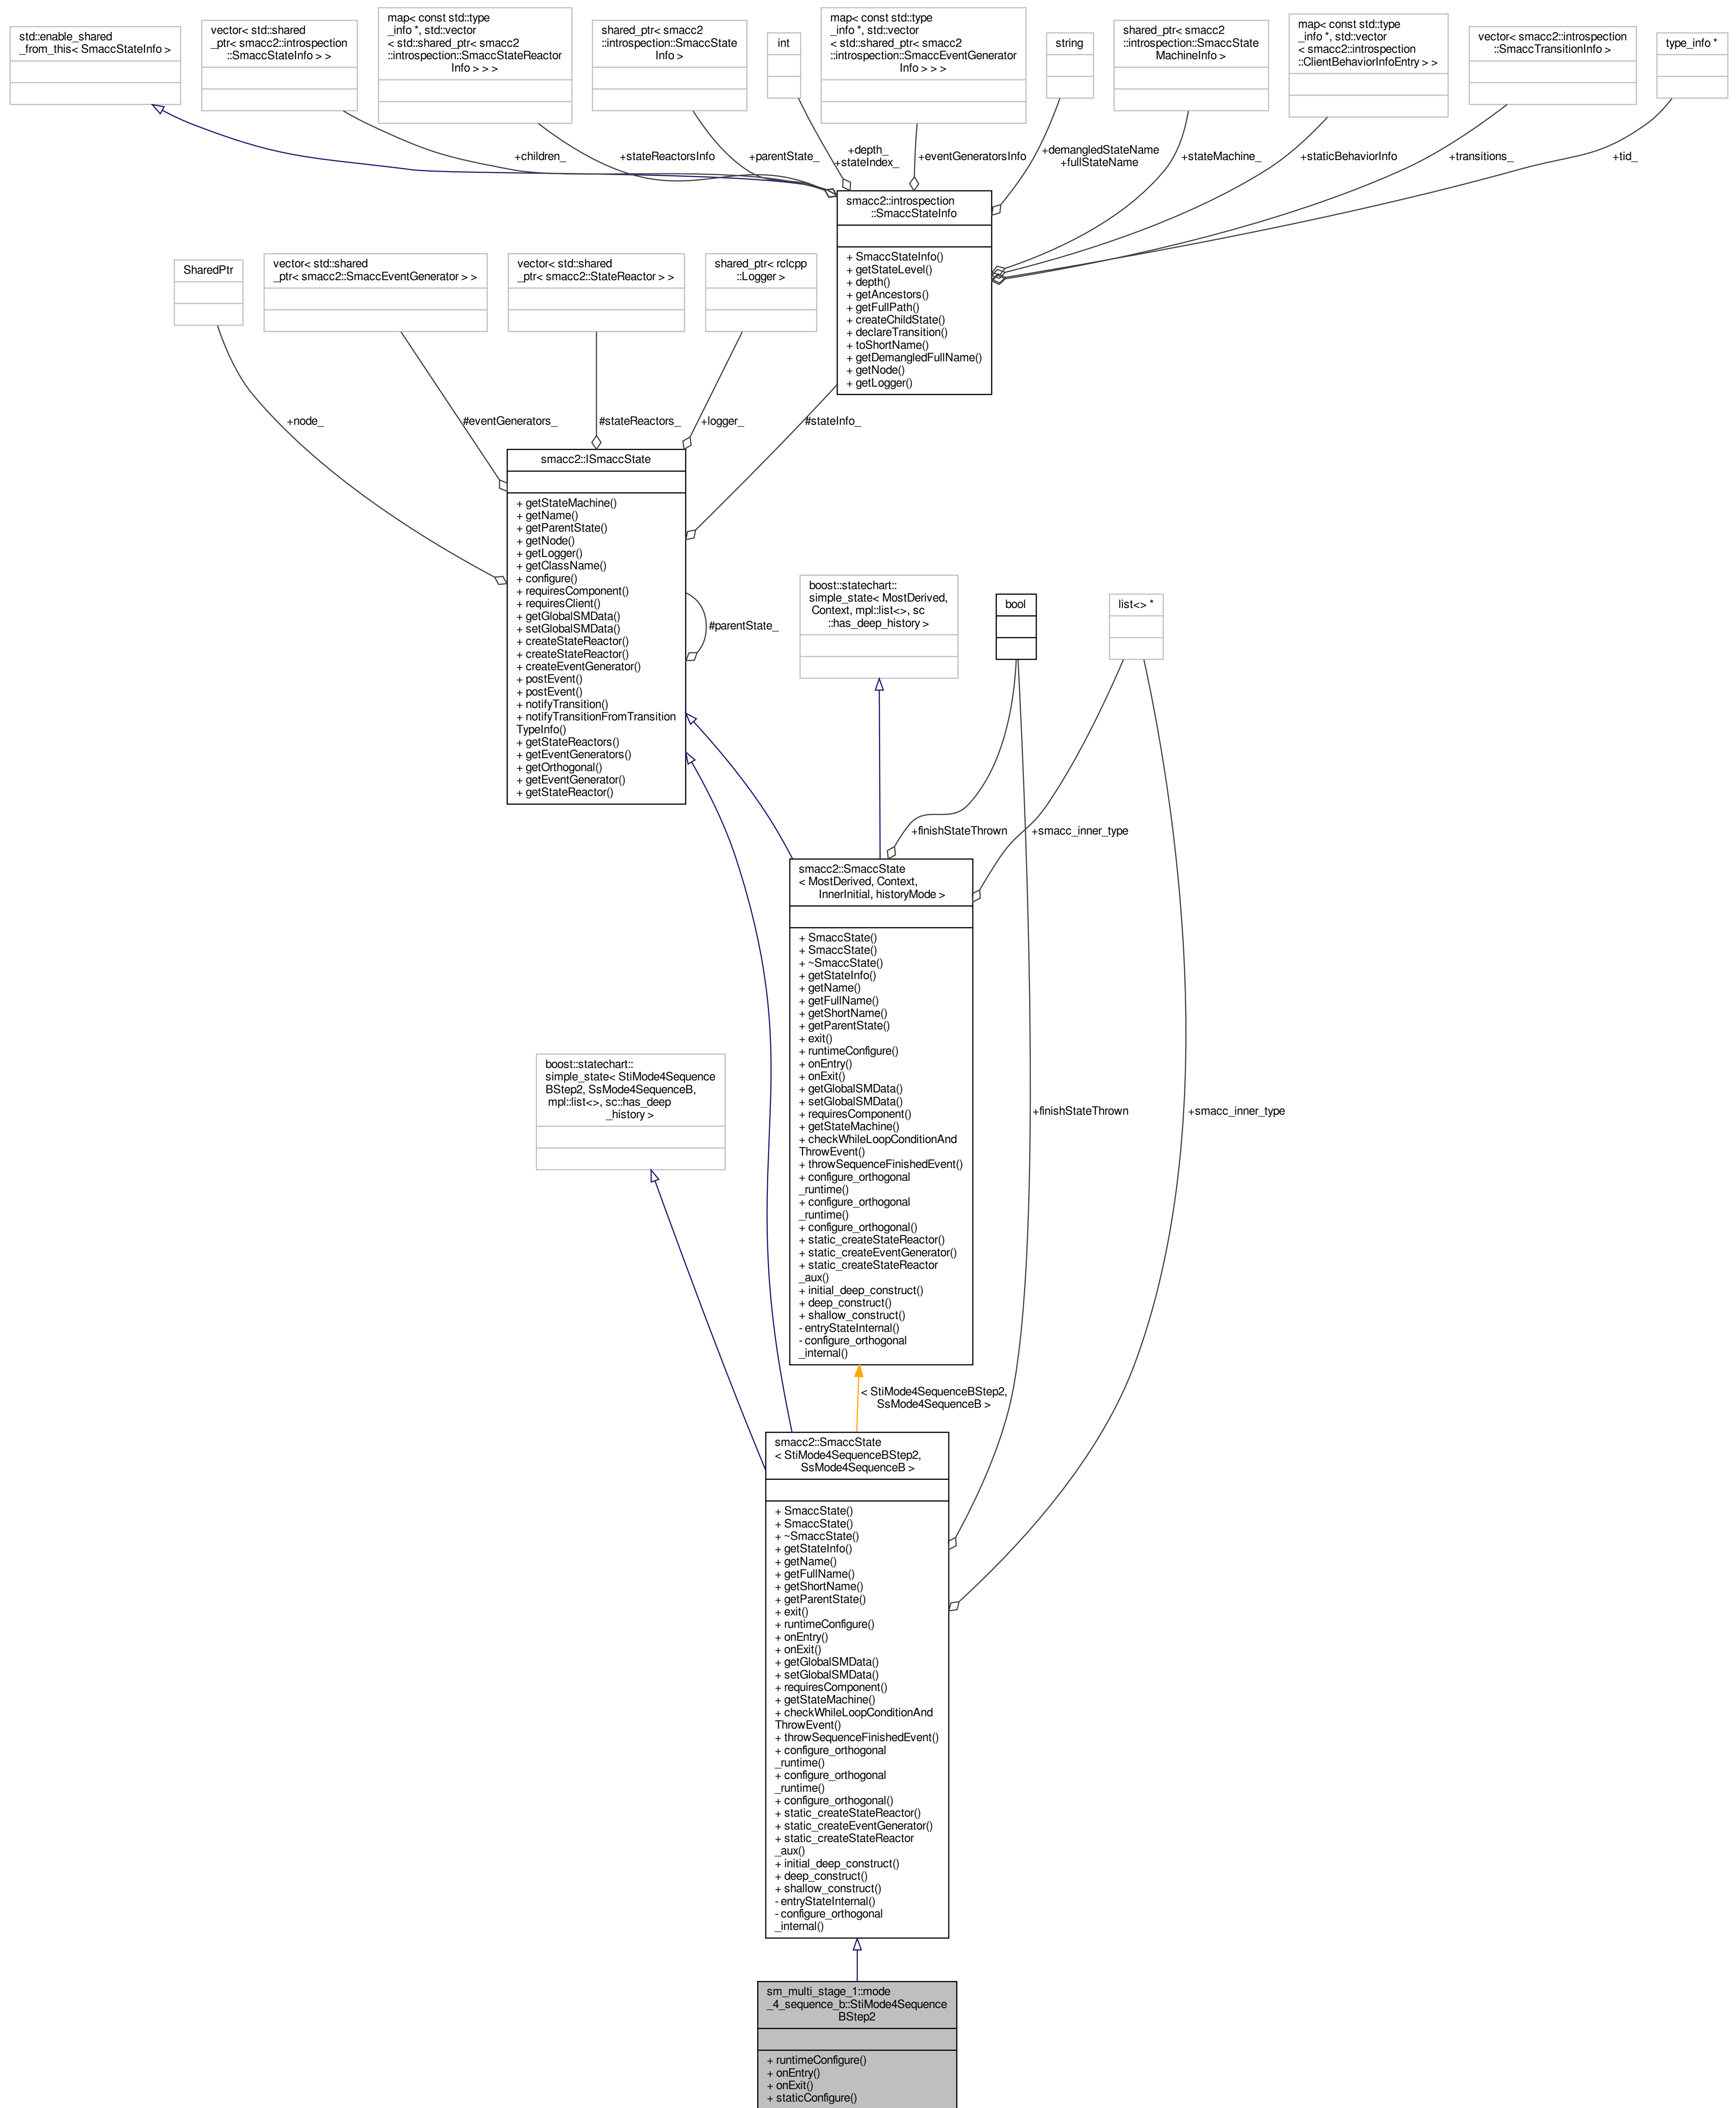 std::enable_shared
_from_this< SmaccStateInfo >
vector< std::shared
_ptr< smacc2::introspection
::SmaccStateInfo > >
map< const std::type
_info *, std::vector
< std::shared_ptr< smacc2
::introspection::SmaccStateReactor
Info > > >
shared_ptr< smacc2
::introspection::SmaccState
Info >
int
map< const std::type
_info *, std::vector
< std::shared_ptr< smacc2
::introspection::SmaccEventGenerator
Info > > >
string
shared_ptr< smacc2
::introspection::SmaccState
MachineInfo >
map< const std::type
_info *, std::vector
< smacc2::introspection
::ClientBehaviorInfoEntry > >
vector< smacc2::introspection
::SmaccTransitionInfo >
type_info *
+children_
+stateReactorsInfo
+parentState_
+depth_
+stateIndex_
+eventGeneratorsInfo
+demangledStateName
+fullStateName
+stateMachine_
+staticBehaviorInfo
+transitions_
+tid_
smacc2::introspection
::SmaccStateInfo
+ SmaccStateInfo()
+ getStateLevel()
+ depth()
+ getAncestors()
+ getFullPath()
+ createChildState()
+ declareTransition()
+ toShortName()
+ getDemangledFullName()
+ getNode()
+ getLogger()
SharedPtr
vector< std::shared
_ptr< smacc2::SmaccEventGenerator > >
vector< std::shared
_ptr< smacc2::StateReactor > >
shared_ptr< rclcpp
::Logger >
+node_
#eventGenerators_
#stateReactors_
+logger_
#stateInfo_
smacc2::ISmaccState
+ getStateMachine()
+ getName()
+ getParentState()
+ getNode()
+ getLogger()
+ getClassName()
+ configure()
+ requiresComponent()
+ requiresClient()
+ getGlobalSMData()
+ setGlobalSMData()
+ createStateReactor()
+ createStateReactor()
+ createEventGenerator()
+ postEvent()
+ postEvent()
+ notifyTransition()
+ notifyTransitionFromTransition
TypeInfo()
+ getStateReactors()
+ getEventGenerators()
+ getOrthogonal()
+ getEventGenerator()
+ getStateReactor()
#parentState_
boost::statechart::
simple_state< MostDerived,
Context, mpl::list<>, sc
::has_deep_history >
bool
list<> *
+finishStateThrown
+smacc_inner_type
smacc2::SmaccState
< MostDerived, Context,
InnerInitial, historyMode >
+ SmaccState()
+ SmaccState()
+ ~SmaccState()
+ getStateInfo()
+ getName()
+ getFullName()
+ getShortName()
+ getParentState()
+ exit()
+ runtimeConfigure()
+ onEntry()
+ onExit()
+ getGlobalSMData()
+ setGlobalSMData()
+ requiresComponent()
+ getStateMachine()
+ checkWhileLoopConditionAnd
ThrowEvent()
+ throwSequenceFinishedEvent()
+ configure_orthogonal
_runtime()
+ configure_orthogonal
_runtime()
+ configure_orthogonal()
+ static_createStateReactor()
+ static_createEventGenerator()
+ static_createStateReactor
_aux()
+ initial_deep_construct()
+ deep_construct()
+ shallow_construct()
- entryStateInternal()
- configure_orthogonal
_internal()
boost::statechart::
simple_state< StiMode4Sequence
BStep2, SsMode4SequenceB,
mpl::list<>, sc::has_deep
_history >
+finishStateThrown
+smacc_inner_type
< StiMode4SequenceBStep2,
SsMode4SequenceB >
smacc2::SmaccState
< StiMode4SequenceBStep2,
SsMode4SequenceB >
+ SmaccState()
+ SmaccState()
+ ~SmaccState()
+ getStateInfo()
+ getName()
+ getFullName()
+ getShortName()
+ getParentState()
+ exit()
+ runtimeConfigure()
+ onEntry()
+ onExit()
+ getGlobalSMData()
+ setGlobalSMData()
+ requiresComponent()
+ getStateMachine()
+ checkWhileLoopConditionAnd
ThrowEvent()
+ throwSequenceFinishedEvent()
+ configure_orthogonal
_runtime()
+ configure_orthogonal
_runtime()
+ configure_orthogonal()
+ static_createStateReactor()
+ static_createEventGenerator()
+ static_createStateReactor
_aux()
+ initial_deep_construct()
+ deep_construct()
+ shallow_construct()
- entryStateInternal()
- configure_orthogonal
_internal()
sm_multi_stage_1::mode
_4_sequence_b::StiMode4Sequence
BStep2
+ runtimeConfigure()
+ onEntry()
+ onExit()
+ staticConfigure()